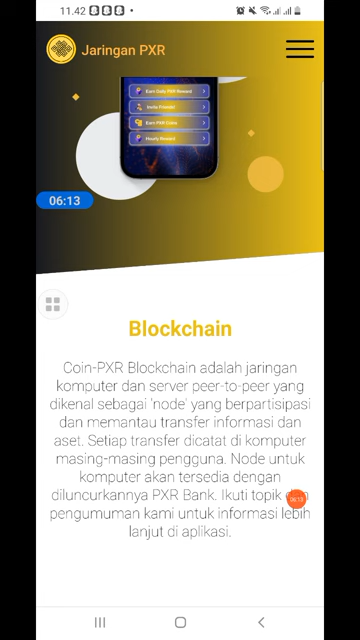 11.42
Jaringan PXR
Earn Daily PXR Reward
Invite Friends
Earn PXR Coins
Hourly Reward
06:13
Blockchain
Coin-PXR Blockchain adalah jaringan
komputer dan server peer-to-peer yang
dikenal sebagai 'node' yang berpartisipasi
dan memantau transfer informasi dan
aset. Setiap transfer dicatat di komputer
masing-masing pengguna. Node untuk
komputer akan tersedia dengan
diluncurkannya PXR Bank. Ikuti topik dan
pengumuman kami untuk informasi lebih
lanjut di aplikasi.
06:13